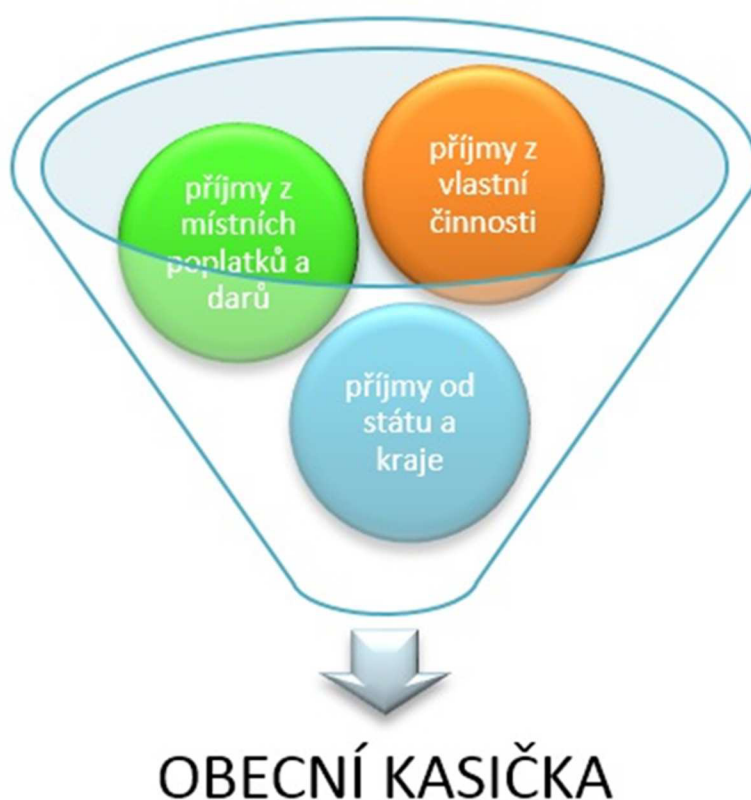 příjmy z
místních
poplatků a
darů
příjmy z
vlastní
činnosti
příjmy od
státu a
kraje
OBECNÍ KASIČKA